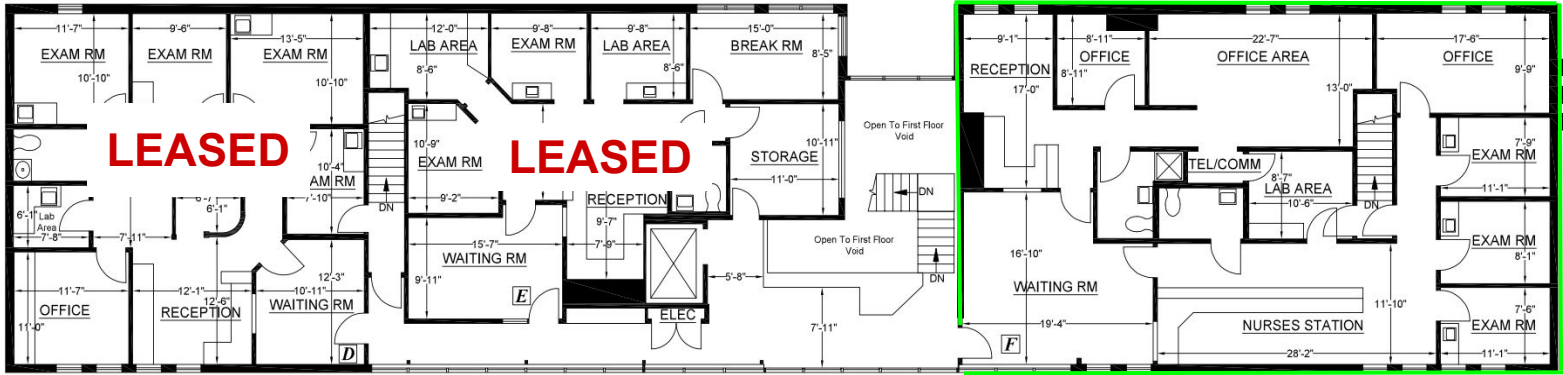 11'-7"
EXAM RM
10'-10"
9'-6"
EXAM RM
13'-5"
EXAM RM
10'-10"
LEASED
10'-4"
AM RM
7'-10"
6'-1"
Lab
Area
7'-8"
7'-11"
6'-1"
11'-7"
OFFICE
11'-0"
12'-1"
12'-6"
RECEPTION
12'-3"
10'-11"
WAITING RM
D
DN
12'-0"
LAB AREA
8'-6"
9'-8"
EXAM RM
9'-8"
LAB AREA
8'-6"
15'-0"
BREAK RM
8'-5"
10'-9"
EXAM RM
9'-2"
LEASED
10'-11"
STORAGE
11'-0"
RECEPTION
9'-7"
7'-9"
15'-7"
WAITING RM
9'-11"
E
ELEC
5'-8"
7'-11"
Open To First Floor
Void
DN
Open To First Floor
Void
DN
9'-1"
RECEPTION
17'-0"
8'-11"
OFFICE
8'-11"
22'-7"
OFFICE AREA
13'-0"
17'-6"
OFFICE
9'-9"
TEL/COMM
8'-7"
LAB AREA
10'-6"
DN
7'-9"
EXAM RM
11'-1"
EXAM RM
8'-1"
7'-6"
EXAM RM
11'-1"
16'-10"
WAITING RM
19'-4"
F
11'-10"
NURSES STATION
28'-2"